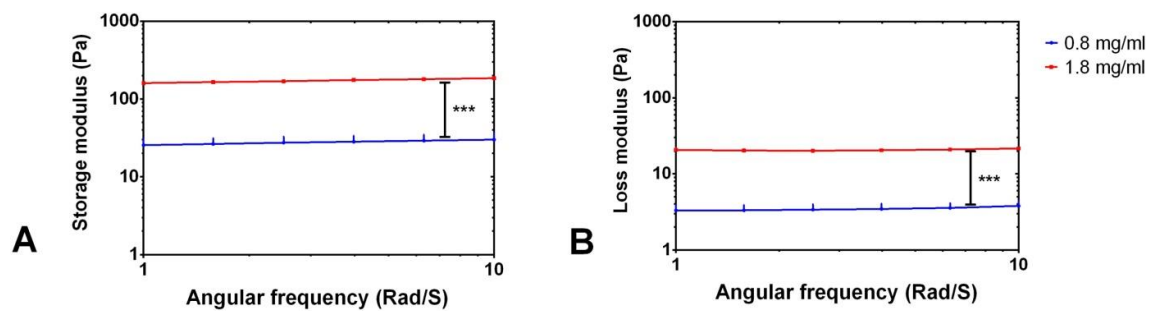 A
Storage modulus (Pa)
1000
100
10
1
***
1
10
Angular frequency (Rad/S)
B
Loss modulus (Pa)
1000
100
10
1
***
1
10
Angular frequency (Rad/S)
0.8 mg/ml
1.8 mg/ml